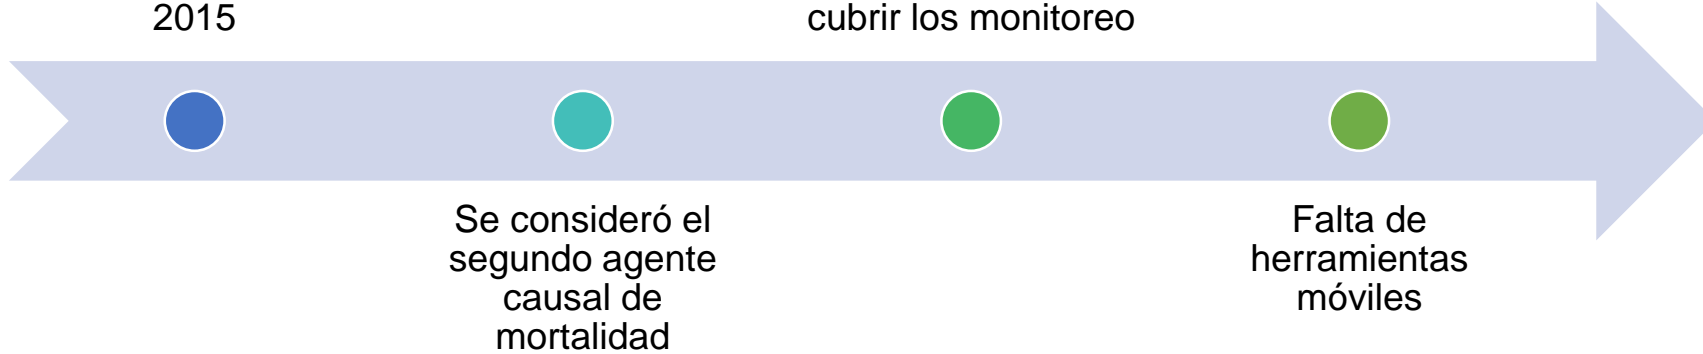 2015
cubrir los monitoreo
Se consideró el
segundo agente
causal de
mortalidad
Falta de
herramientas
móviles